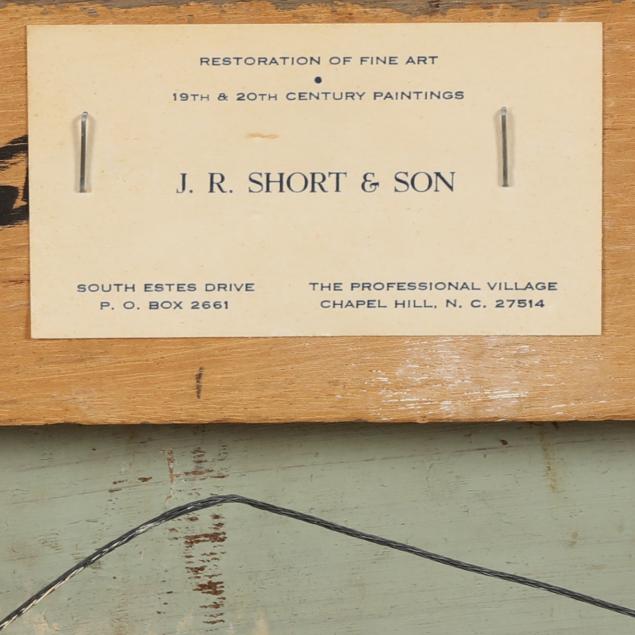 RESTORATION OF FINE ART
•
19TH & 20TH CENTURY PAINTINGS
J. R. SHORT & SON
SOUTH ESTES DRIVE
P. O. BOX 2661
THE PROFESSIONAL VILLAGE
CHAPEL HILL, N. C. 27514